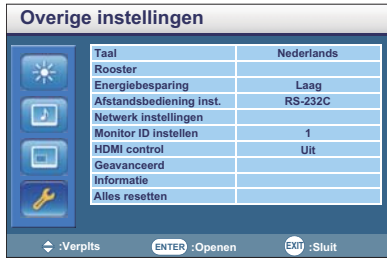 Overige instellingen
Taal Nederlands
Rooster
Energiebesparing Laag
Afstandsbediening inst. RS-232C
Netwerk instellingen
Monitor ID instellen 1
HDMI control Uit
Geavanceerd
Informatie
Alles resetten
:Verplts ENTER :Openen EXIT :Sluit